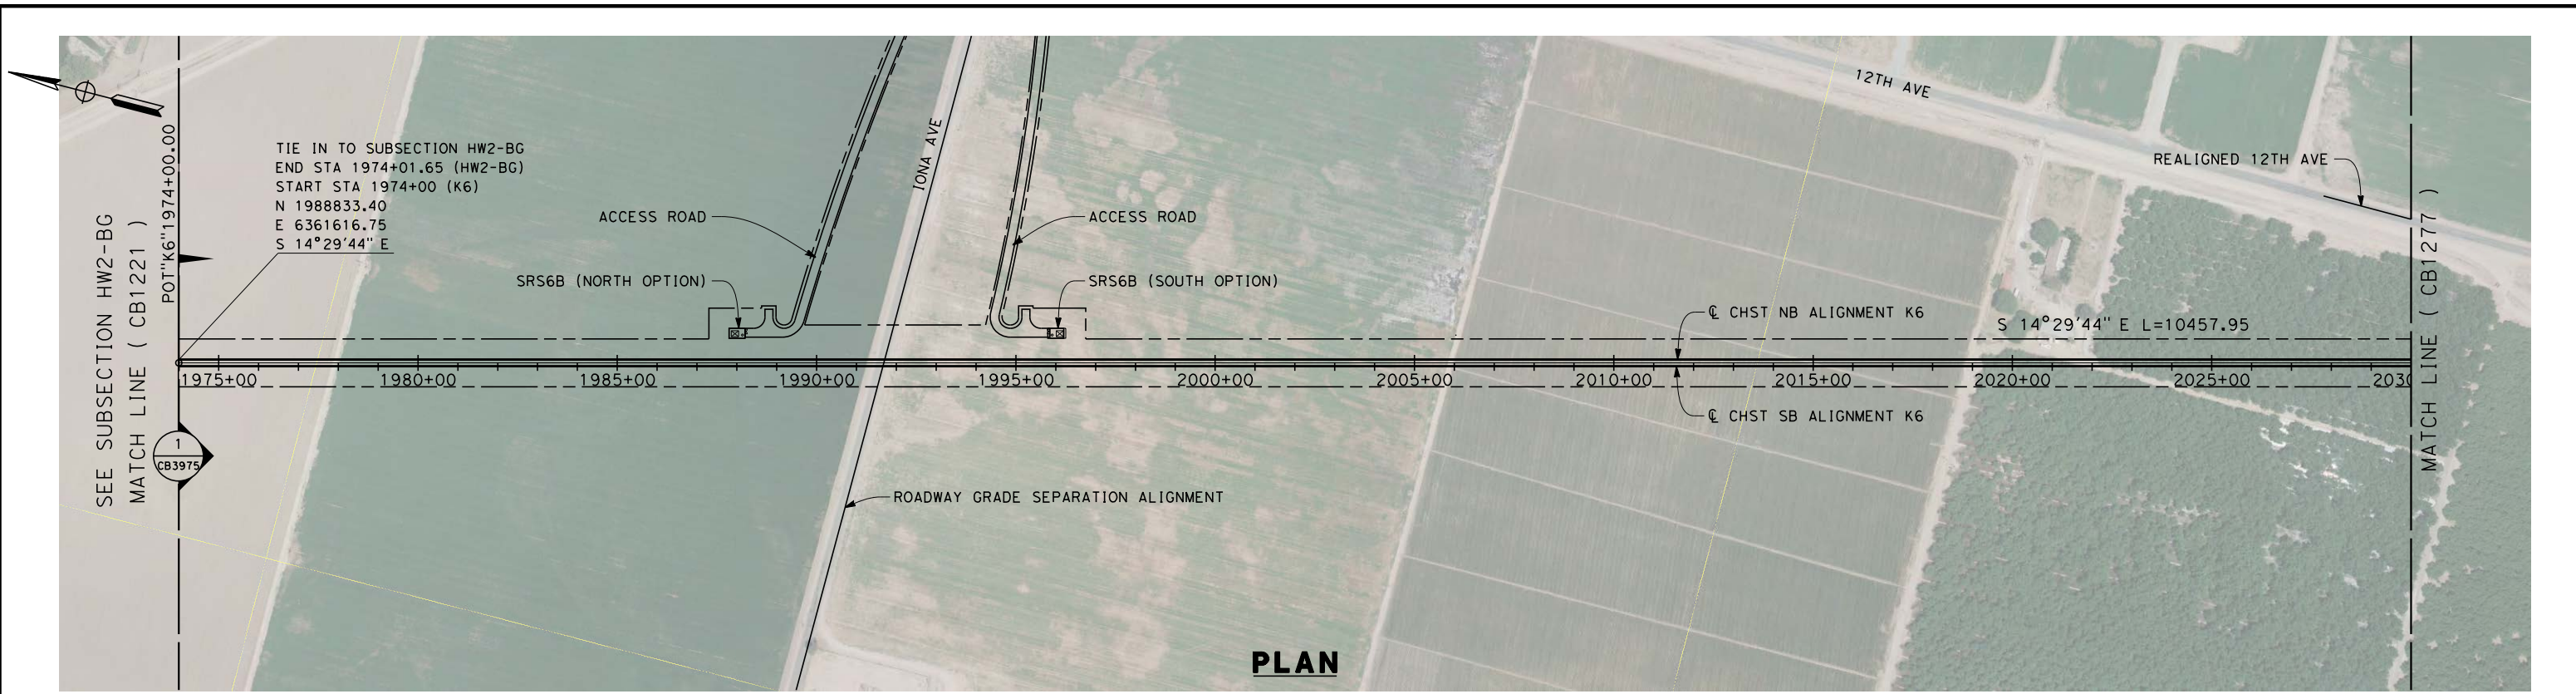 12TH AVE
POT"K6"1974+00.00
TIE IN TO SUBSECTION HW2-BG
END STA 1974+01.65 (HW2-BG)
START STA 1974+00 (K6)
N 1988833.40
E 6361616.75
S 14°29'44" E
IONA AVE
REALIGNED 12TH AVE
SEE SUBSECTION HW2-BG
MATCH LINE ( CB1221 )
ACCESS ROAD
ACCESS ROAD
MATCH LINE ( CB1277 )
SRS6B (NORTH OPTION)
SRS6B (SOUTH OPTION)
℄ CHST NB ALIGNMENT K6
S 14°29'44" E L=10457.95
1975+00
1980+00
1985+00
1990+00
1995+00
2000+00
2005+00
2010+00
2015+00
2020+00
2025+00
2030
℄ CHST SB ALIGNMENT K6
1
CB3975
ROADWAY GRADE SEPARATION ALIGNMENT
PLAN